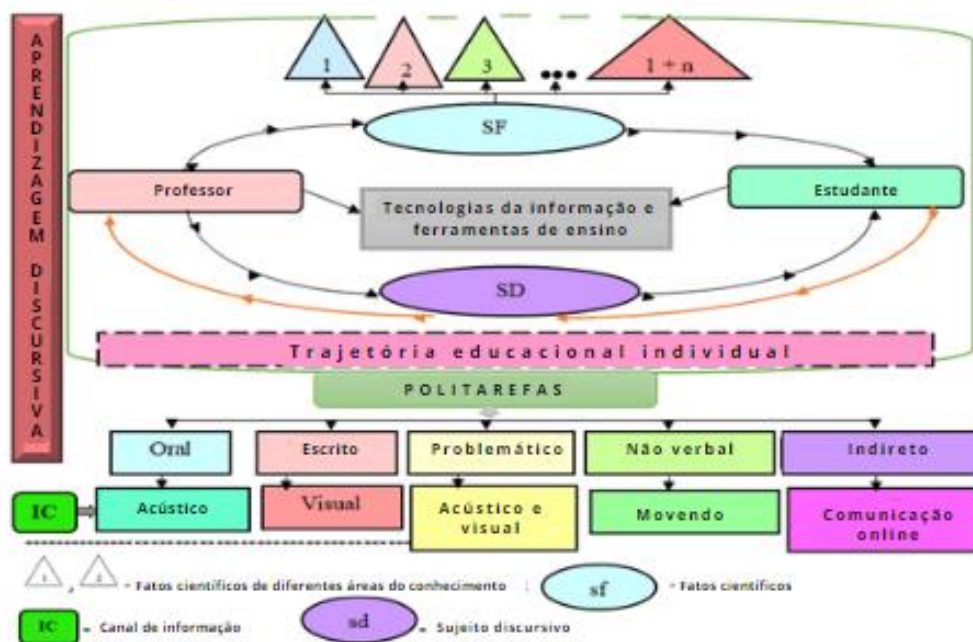 APRENDIZAGEM DISCURSIVA
1
2
3
...
1 + n
SF
Professor
Estudante
Tecnologias da informação e
ferramentas de ensino
SD
Trajetória educacional individual
POLITAREFAS
Oral
Escrito
Problemático
Não verbal
Indireto
IC
Acústico
Visual
Acústico e
visual
Movendo
Comunicação
online
1 , 2 - Fatos científicos de diferentes áreas do conhecimento ; sf = Fatos científicos
IC = Canal de informação sd = Sujeito discursivo